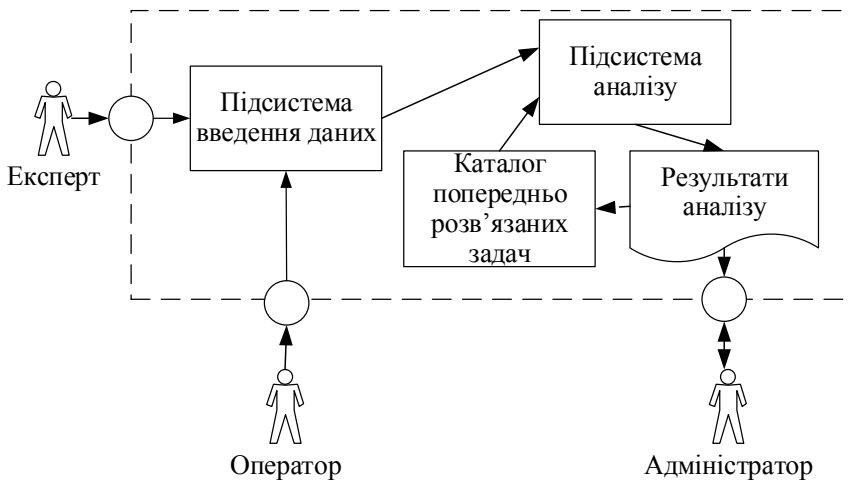 Експерт
Підсистема
введення даних
Підсистема
аналізу
Каталог
попередньо
розв’язаних
задач
Результати
аналізу
Оператор
Адміністратор